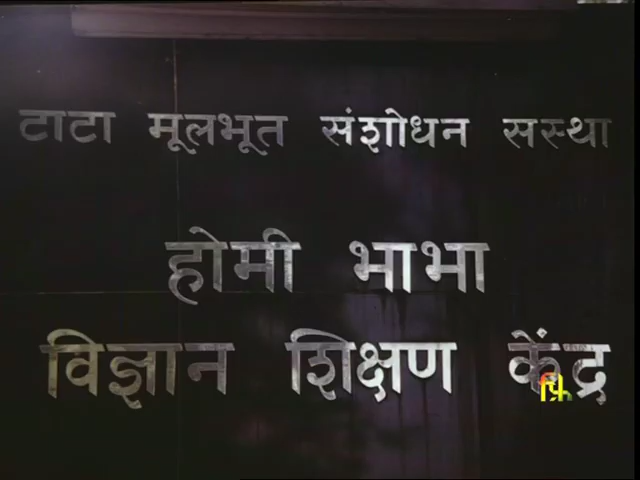 टाटा मूलभूत संशोधन सस्था
होमी भाभा
विज्ञान शिक्षण केंद्र